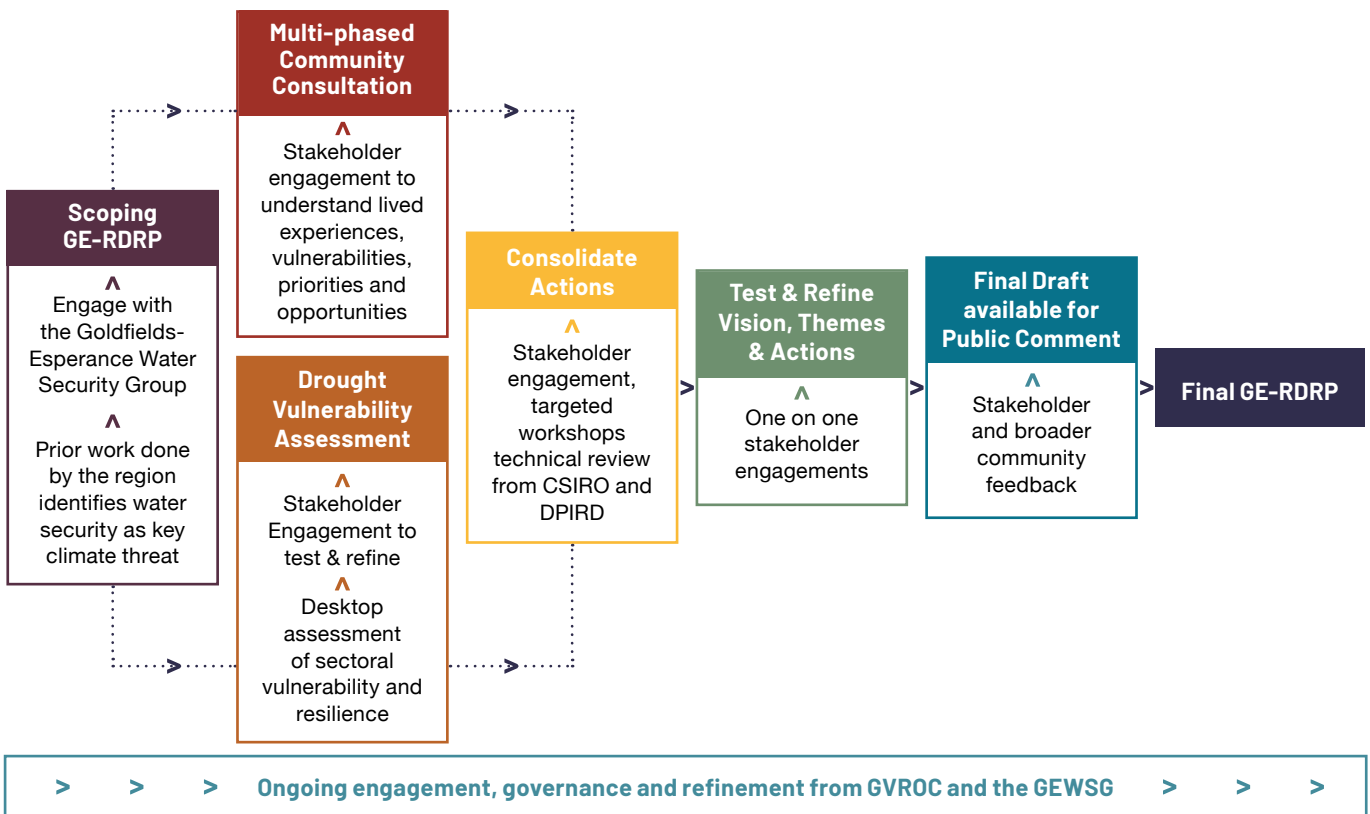 Scoping
GE-RDRP
^
Engage with
the Goldfields-
Esperance Water
Security Group
^
Prior work done
by the region
identifies water
security as key
climate threat
>
Multi-phased
Community
Consultation
^
Stakeholder
engagement to
understand lived
experiences,
vulnerabilities,
priorities and
opportunities
>
>
Drought
Vulnerability
Assessment
^
Stakeholder
Engagement to
test & refine
^
Desktop
assessment
of sectoral
vulnerability and
resilience
>
Consolidate
Actions
^
Stakeholder
engagement,
targeted
workshops
technical review
from CSIRO and
DPIRD
>
Test & Refine
Vision, Themes
& Actions
^
One on one
stakeholder
engagements
>
Final Draft
available for
Public Comment
^
Stakeholder
and broader
community
feedback
>
Final GE-RDRP
> > > Ongoing engagement, governance and refinement from GVROC and the GEWSG > > >